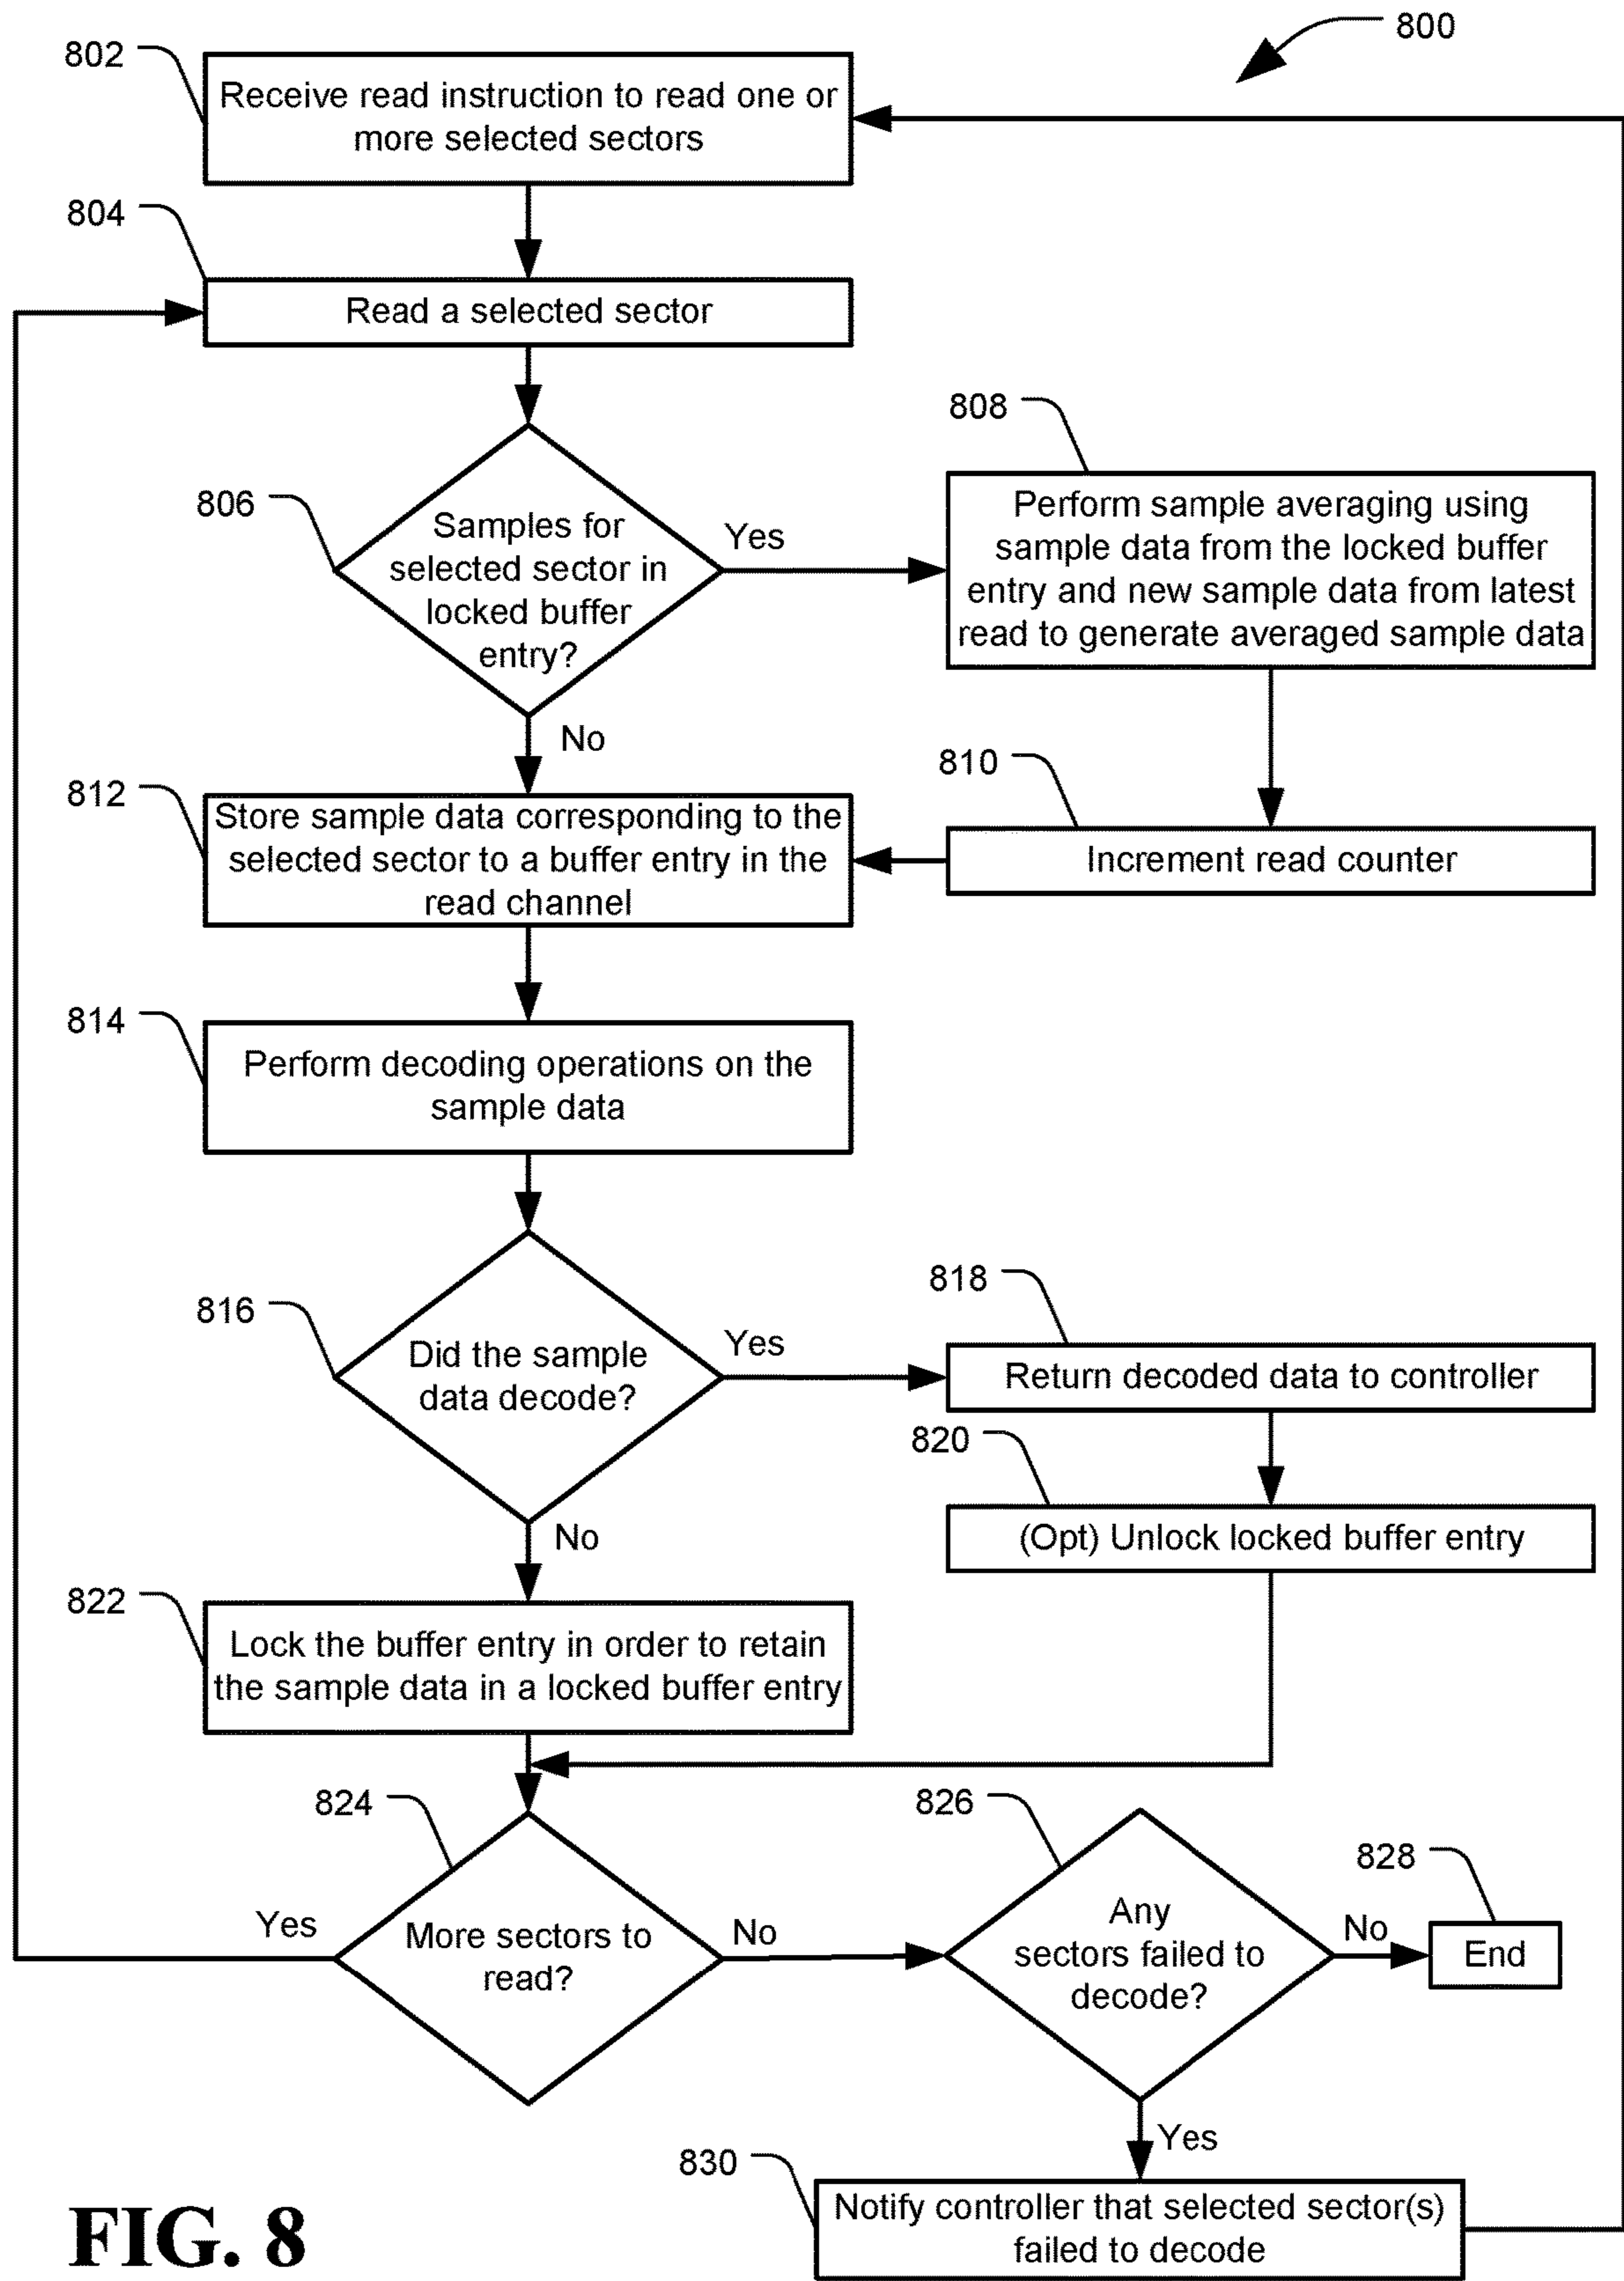 800
802
Receive read instruction to read one or
more selected sectors
804
Read a selected sector
806
Samples for
selected sector in
locked buffer
entry?
Yes
No
808
Perform sample averaging using
sample data from the locked buffer
entry and new sample data from latest
read to generate averaged sample data
810
Increment read counter
812
Store sample data corresponding to the
selected sector to a buffer entry in the
read channel
814
Perform decoding operations on the
sample data
816
Did the sample
data decode?
Yes
No
818
Return decoded data to controller
820
(Opt) Unlock locked buffer entry
822
Lock the buffer entry in order to retain
the sample data in a locked buffer entry
824
More sectors to
read?
Yes
No
826
Any
sectors failed to
decode?
No
828
End
Yes
830
Notify controller that selected sector(s)
failed to decode
FIG. 8